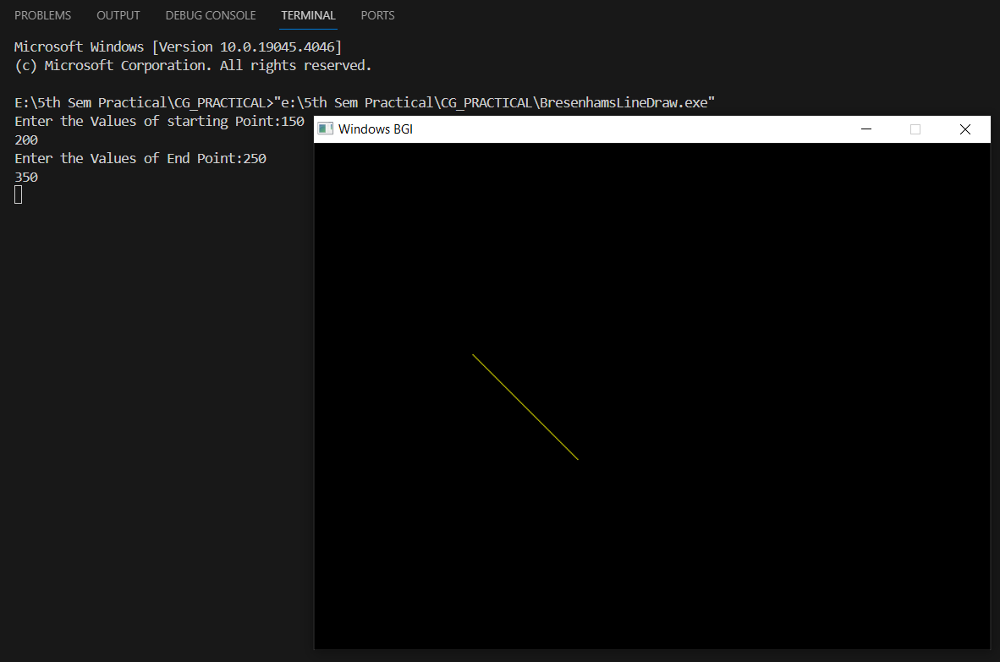 PROBLEMS OUTPUT DEBUG CONSOLE TERMINAL PORTS
Microsoft Windows [Version 10.0.19045.4046]
(c) Microsoft Corporation. All rights reserved.
E:\5th Sem Practical\CG_PRACTICAL>"e:\5th Sem Practical\CG_PRACTICAL\BresenhamsLineDraw.exe"
Enter the Values of starting Point:150
200
Enter the Values of End Point:250
350
Windows BGI